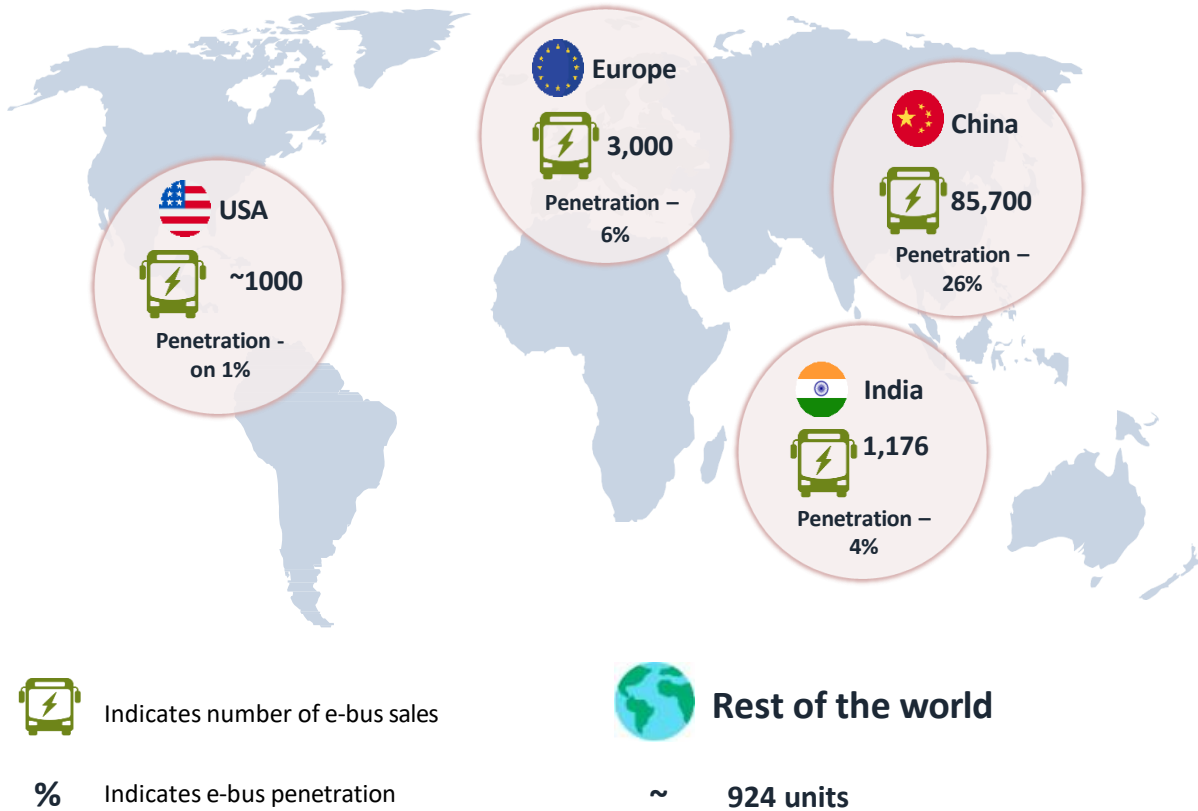 Europe
3,000
Penetration –
6%
China
85,700
Penetration –
26%
USA
~1000
Penetration -
on 1%
India
1,176
Penetration –
4%
Indicates number of e-bus sales
Rest of the world
% Indicates e-bus penetration
~ 924 units